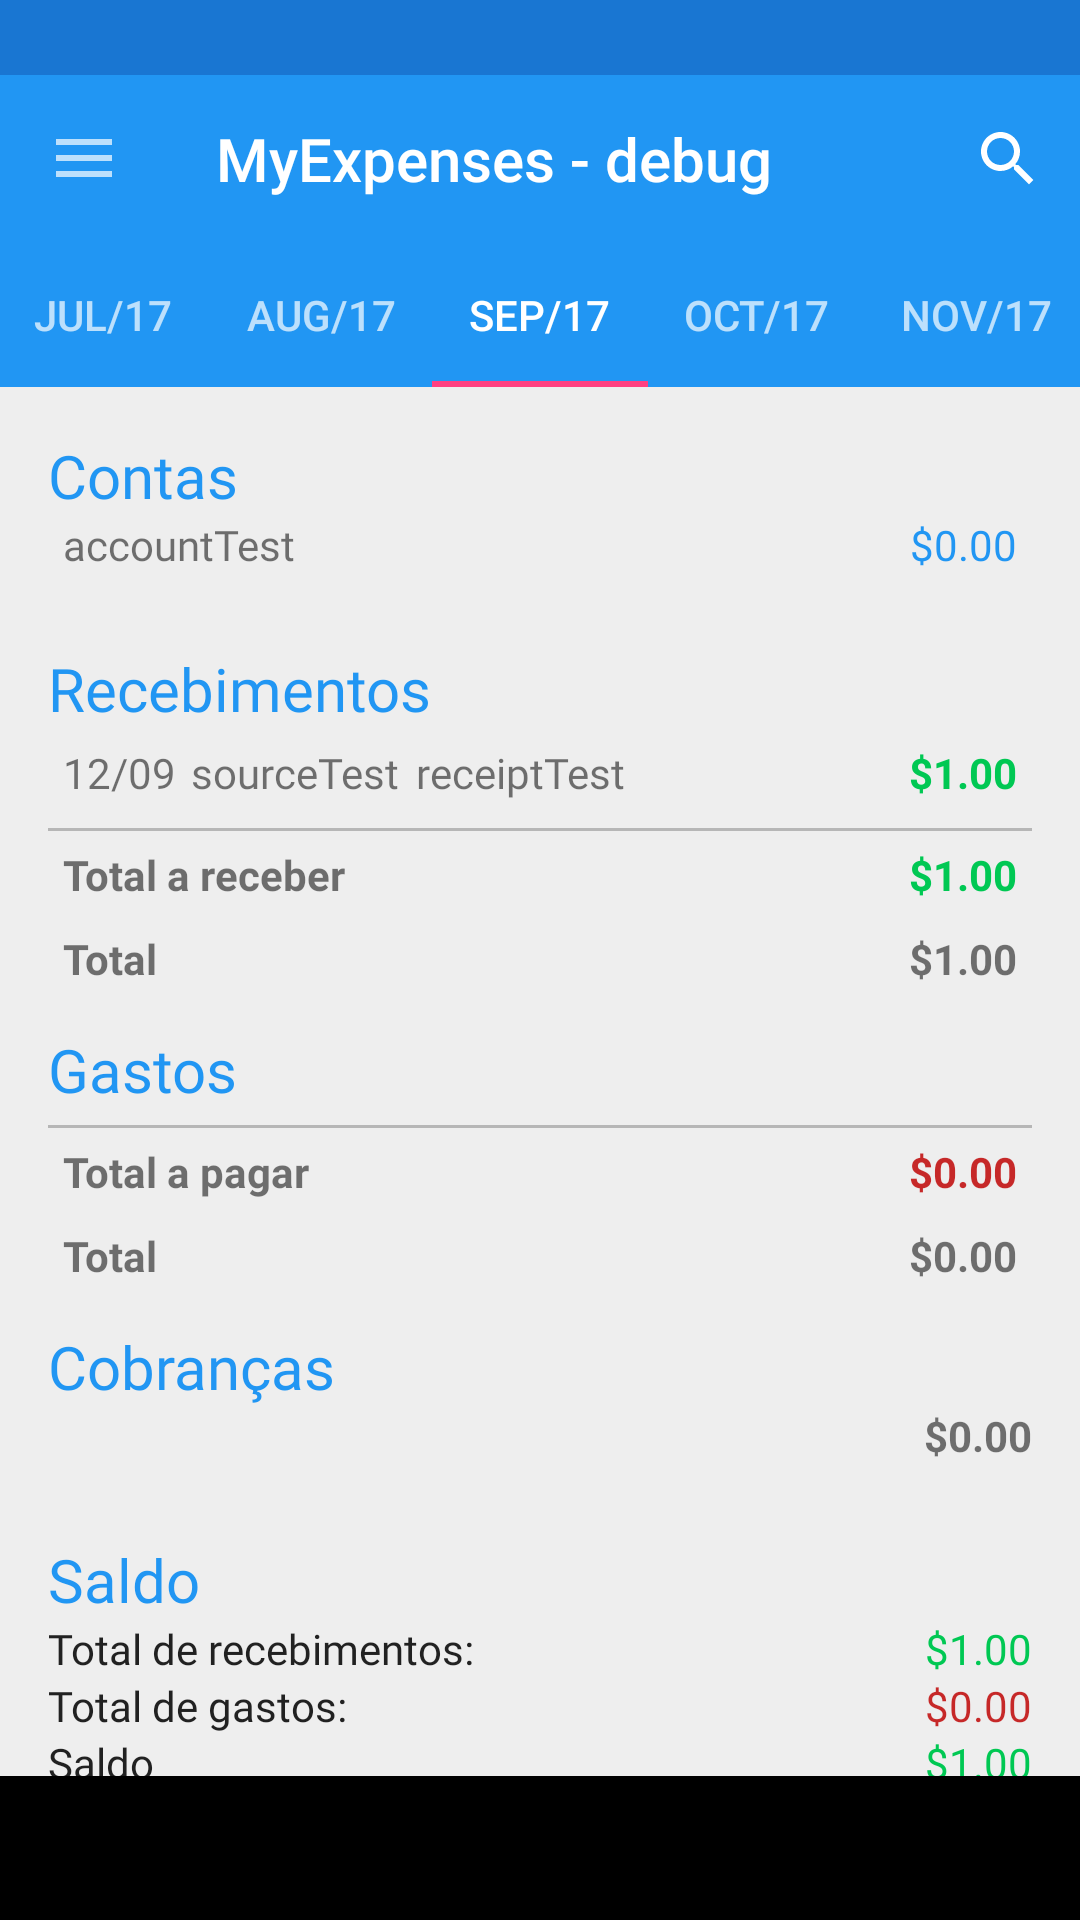 MyExpenses - debug
JUL/17 AUG/17 SEP/17 OCT/17 NOV/17
Contas
accountTest $0.00
Recebimentos
12/09 sourceTest receiptTest $1.00
Total a receber $1.00
Total $1.00
Gastos
Total a pagar $0.00
Total $0.00
Cobranças
$0.00
Saldo
Total de recebimentos: $1.00
Total de gastos: $0.00
Saldo $1.00